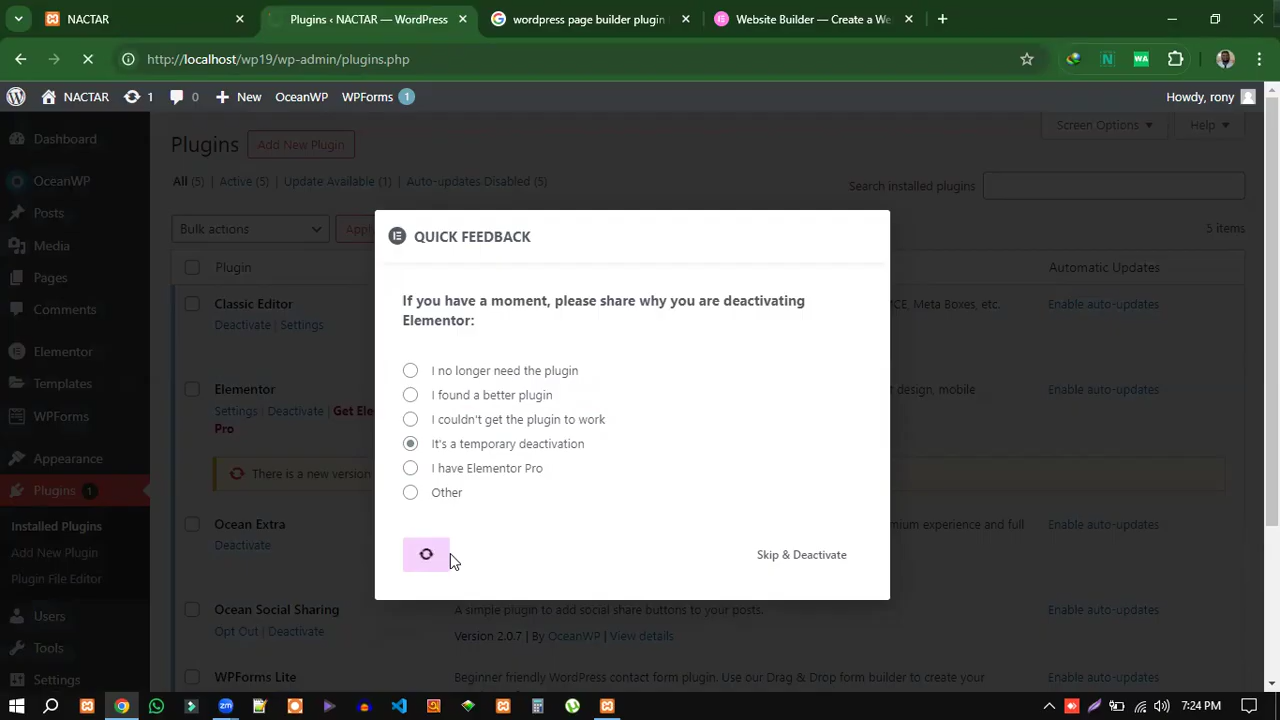 NACTAR
Plugins ‹ NACTAR — WordPress
wordpress page builder plugin
Website Builder — Create a We
http://localhost/wp19/wp-admin/plugins.php
NACTAR 1 0 New OceanWP WPForms 1 Howdy, rony
Dashboard
OceanWP
Posts
Media
Pages
Comments
Elementor
Templates
WPForms
Appearance
Plugins 1
Installed Plugins
Add New Plugin
Plugin File Editor
Users
Tools
Settings
Plugins Add New Plugin
Screen Options Help
All (5) | Active (5) | Update Available (1) | Auto-updates Disabled (5)
Search installed plugins
Bulk actions
5 items
Plugin
Automatic Updates
Classic Editor
MCE, Meta Boxes, etc.
Enable auto-updates
Deactivate | Settings
Elementor
design, mobile
Enable auto-updates
Settings | Deactivate | Get
Pro
There is a new version
Ocean Extra
experience and full
Enable auto-updates
Deactivate
Ocean Social Sharing
A simple plugin to add social share buttons to your posts.
Enable auto-updates
Opt Out | Deactivate
Version 2.0.7 | By OceanWP | View details
WPForms Lite
Beginner friendly WordPress contact form plugin. Use our Drag & Drop form builder to create your
Enable auto-updates
QUICK FEEDBACK
If you have a moment, please share why you are deactivating
Elementor:
I no longer need the plugin
I found a better plugin
I couldn't get the plugin to work
It's a temporary deactivation
I have Elementor Pro
Other
Skip & Deactivate
7:24 PM